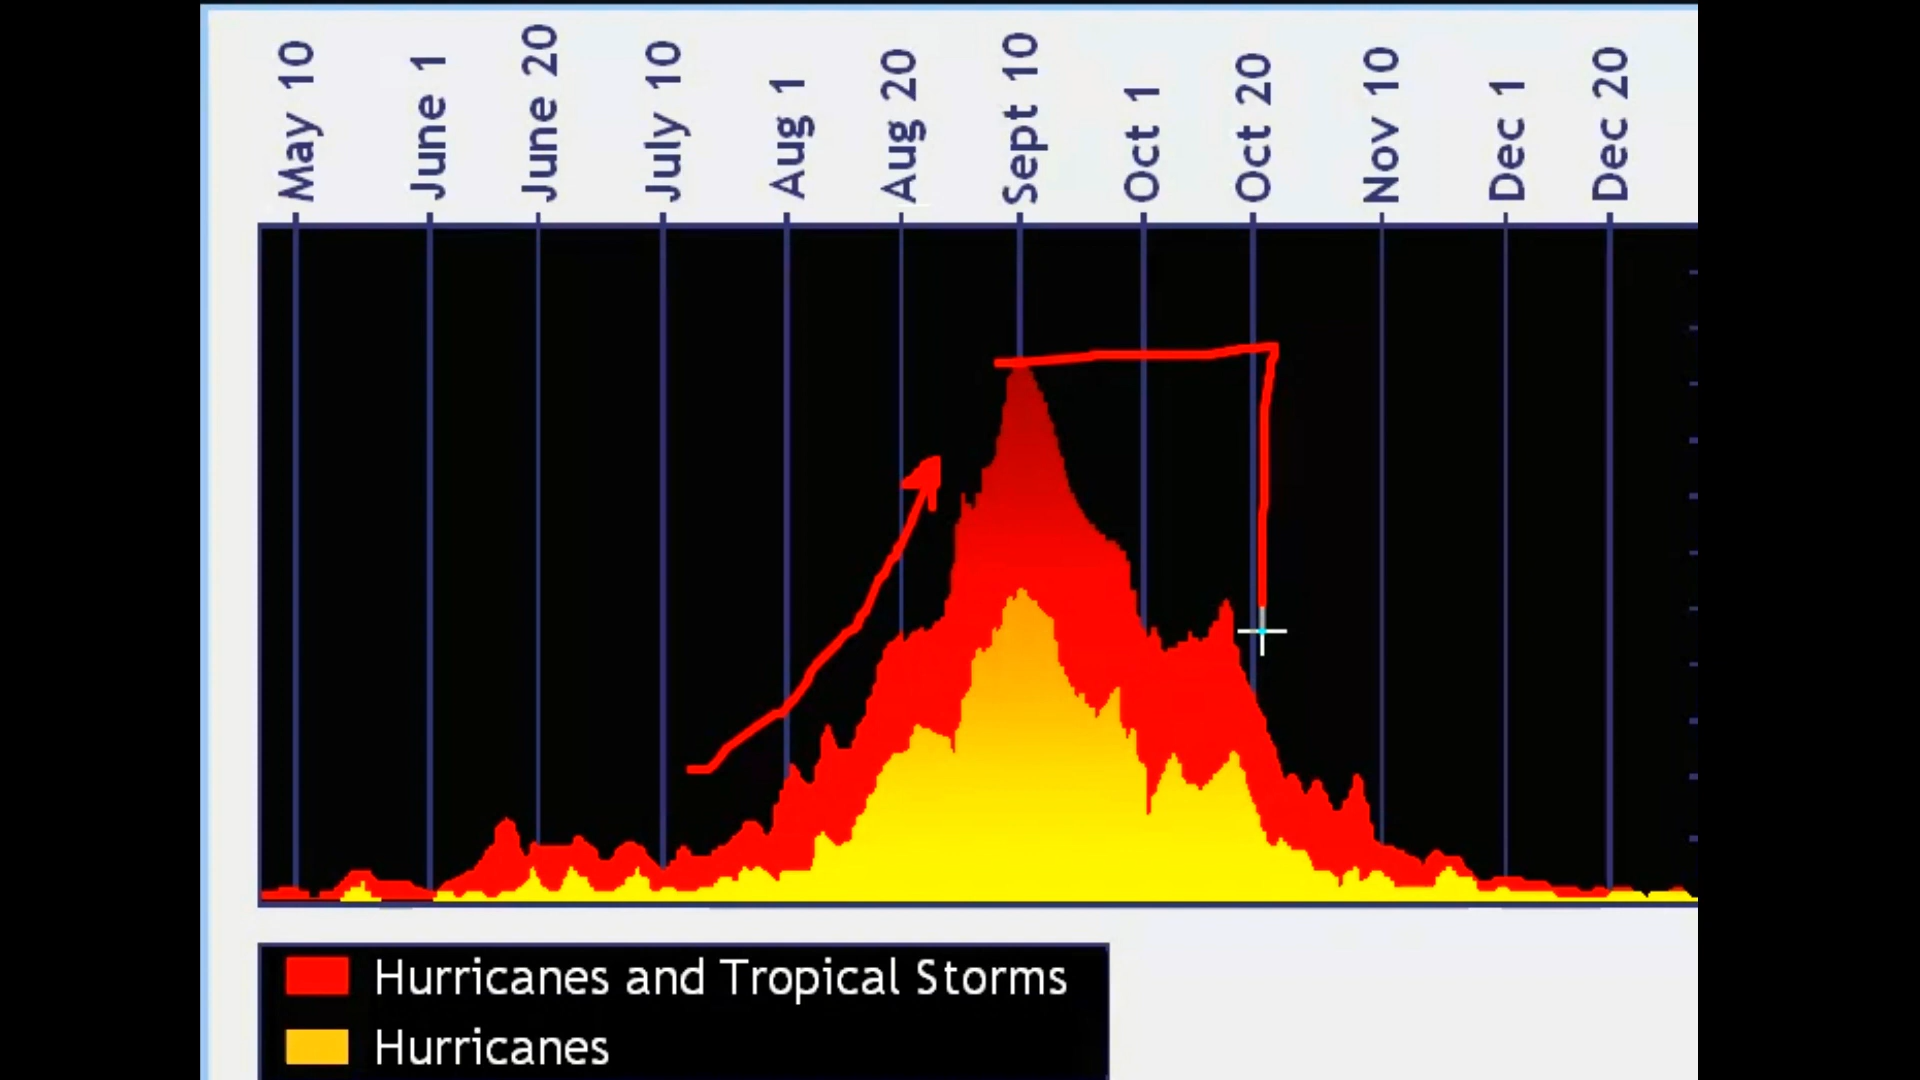 May 10
June 1
June 20
July 10
Aug 1
Aug 20
Sept 10
Oct 1
Oct 20
Nov 10
Dec 1
Dec 20
Hurricanes and Tropical Storms
Hurricanes